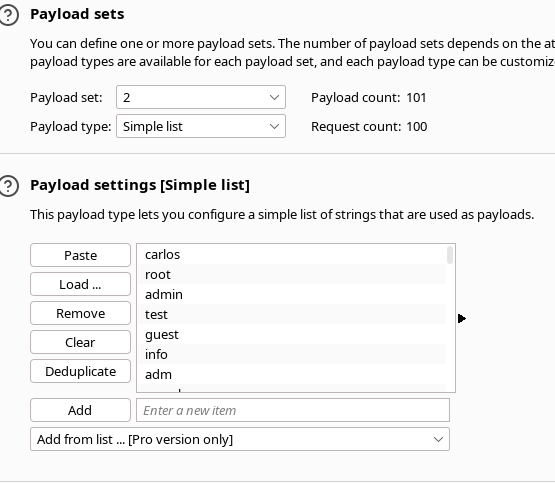 Payload sets
You can define one or more payload sets. The number of payload sets depends on the at
payload types are available for each payload set, and each payload type can be customiz
Payload set: 2 Payload count: 101
Payload type: Simple list Request count: 100
Payload settings [Simple list]
This payload type lets you configure a simple list of strings that are used as payloads.
Paste
Load ...
Remove
Clear
Deduplicate
carlos
root
admin
test
guest
info
adm
Add Enter a new item
Add from list ... [Pro version only]